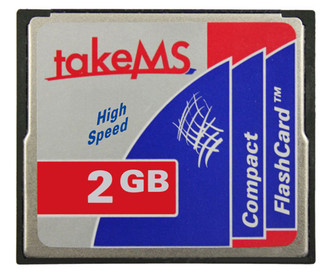 takeMS
High
Speed
2 GB
Compact
FlashCard™